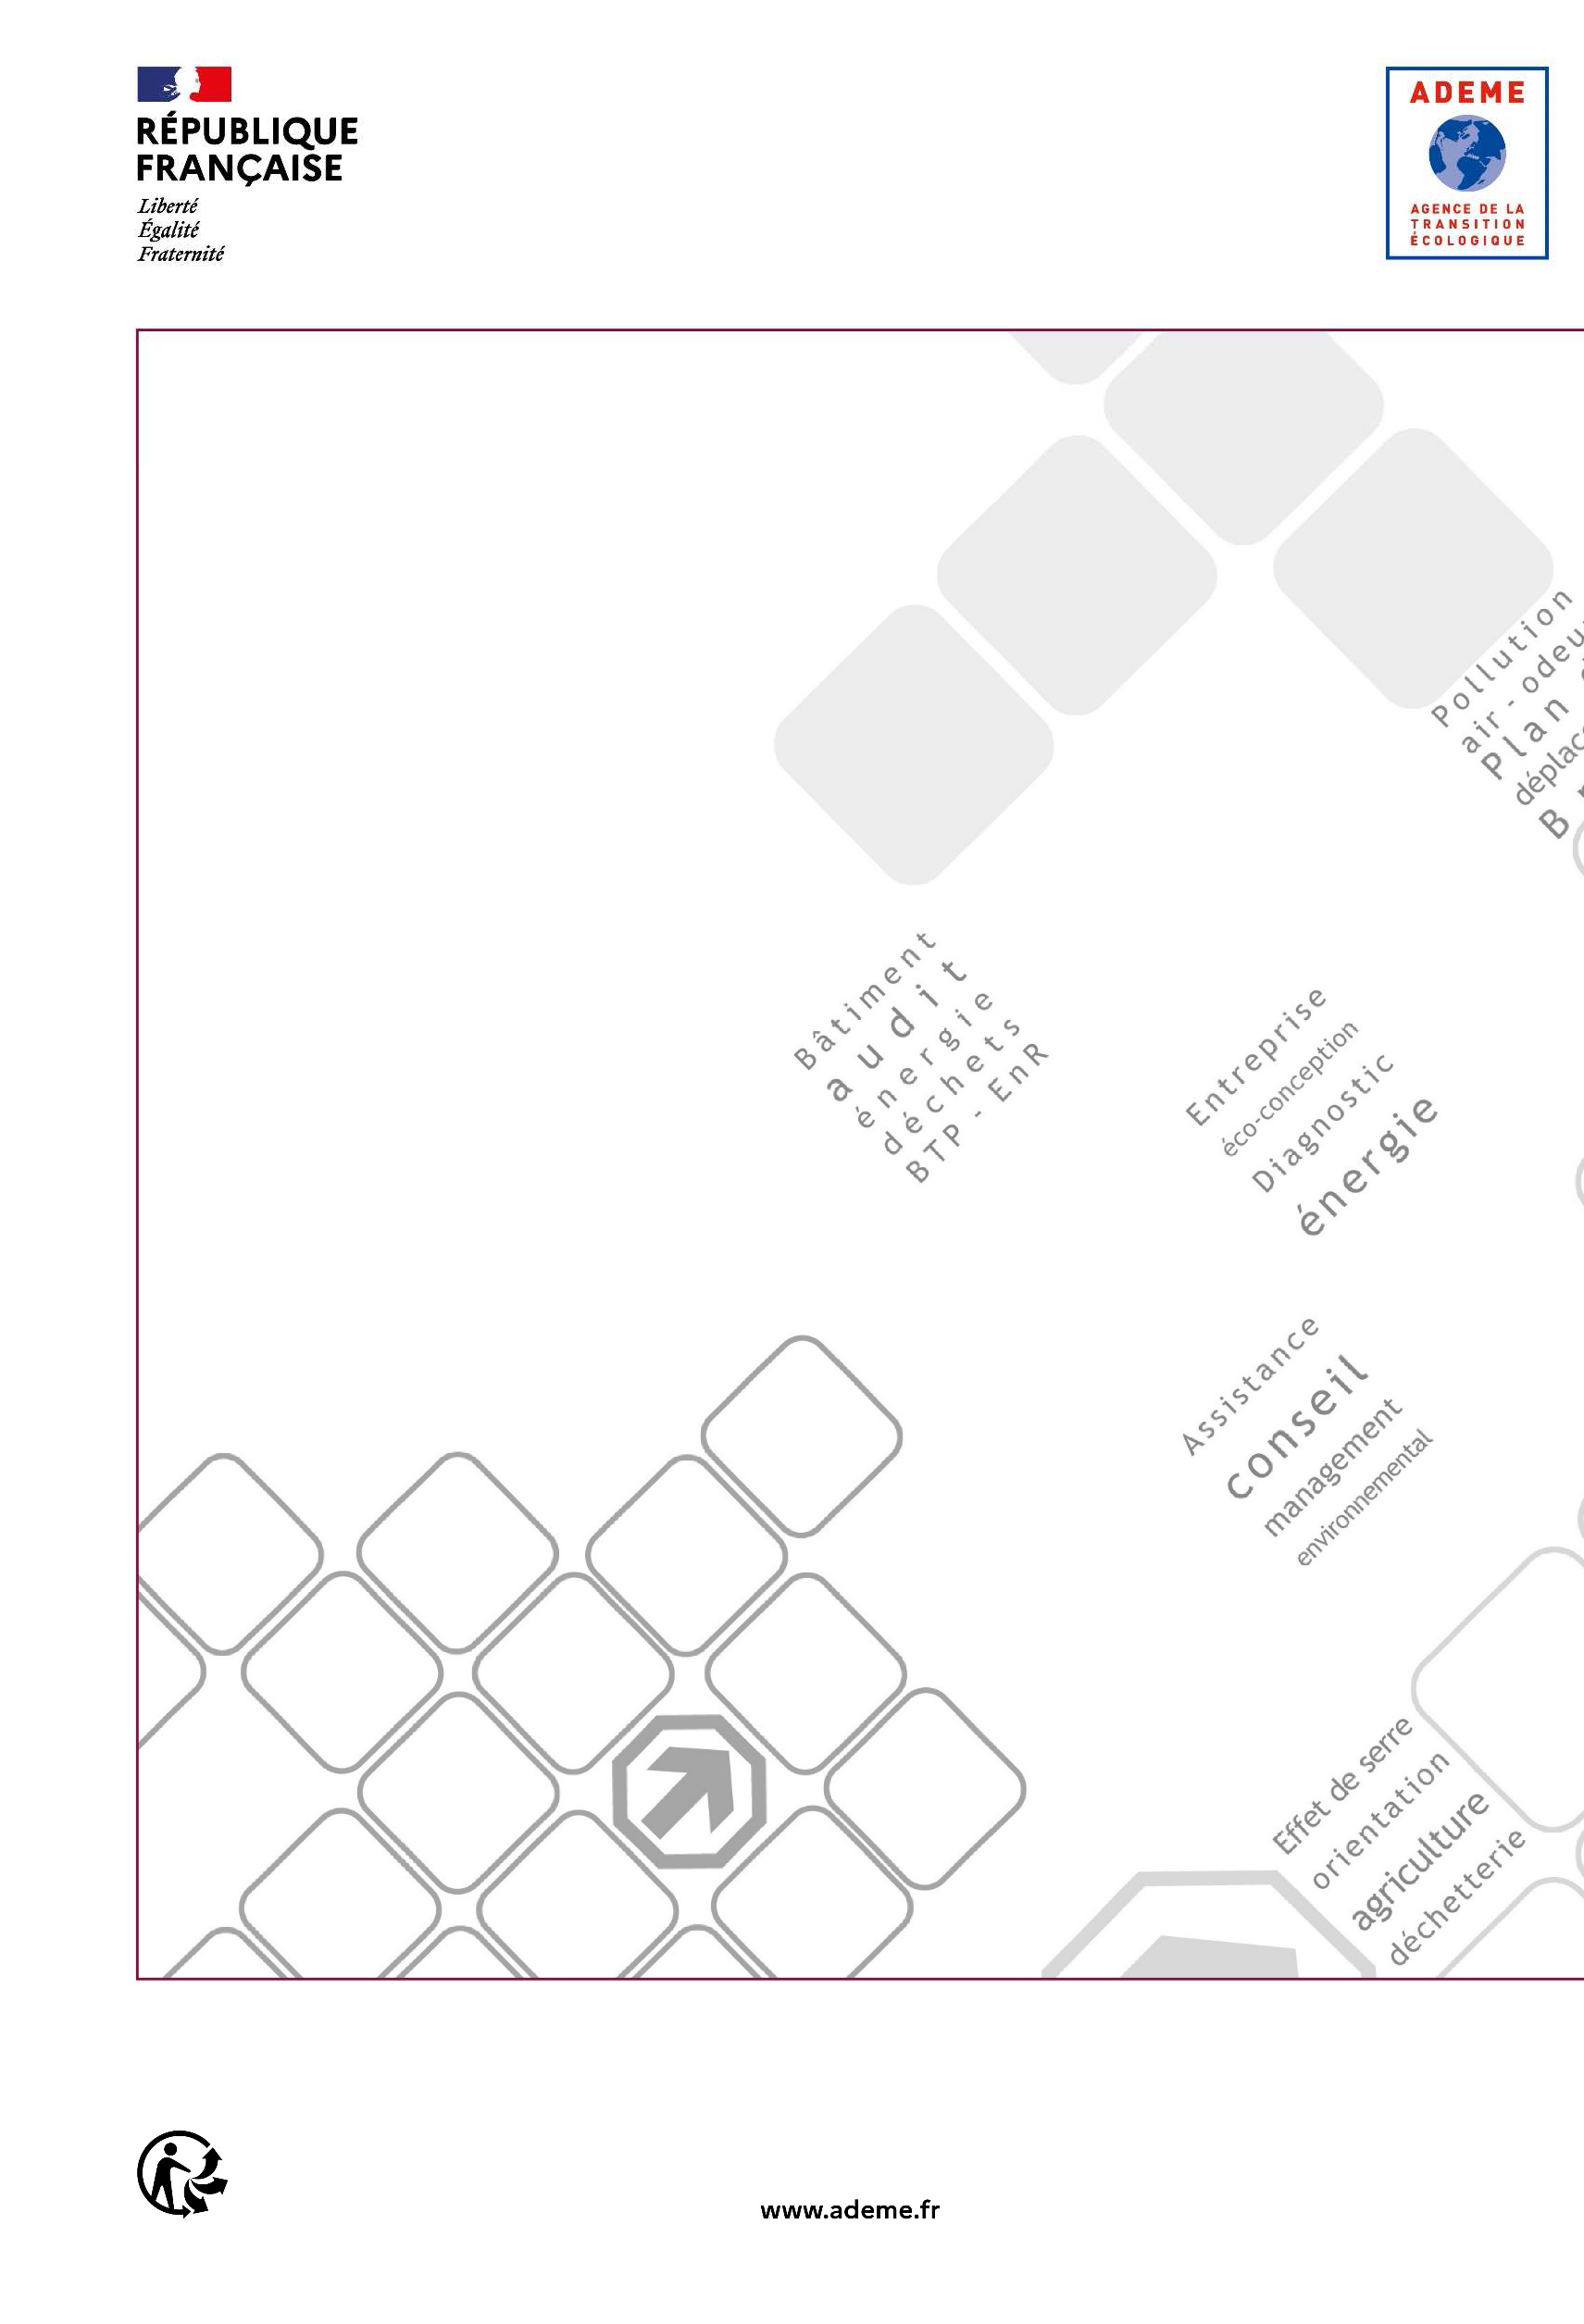 RÉPUBLIQUE
FRANÇAISE
Liberté
Égalité
Fraternité
ADEME
AGENCE DE LA
TRANSITION
ÉCOLOGIQUE
Pollution
air - odeu
Plan
déplac
B
Bâtiment
audit
énergie
déchets
BTP - EnR
Entreprise
éco-conception
Diagnostic
énergie
Assistance
conseil
management
environnemental
Effet de serre
orientation
agriculture
déchetterie
www.ademe.fr